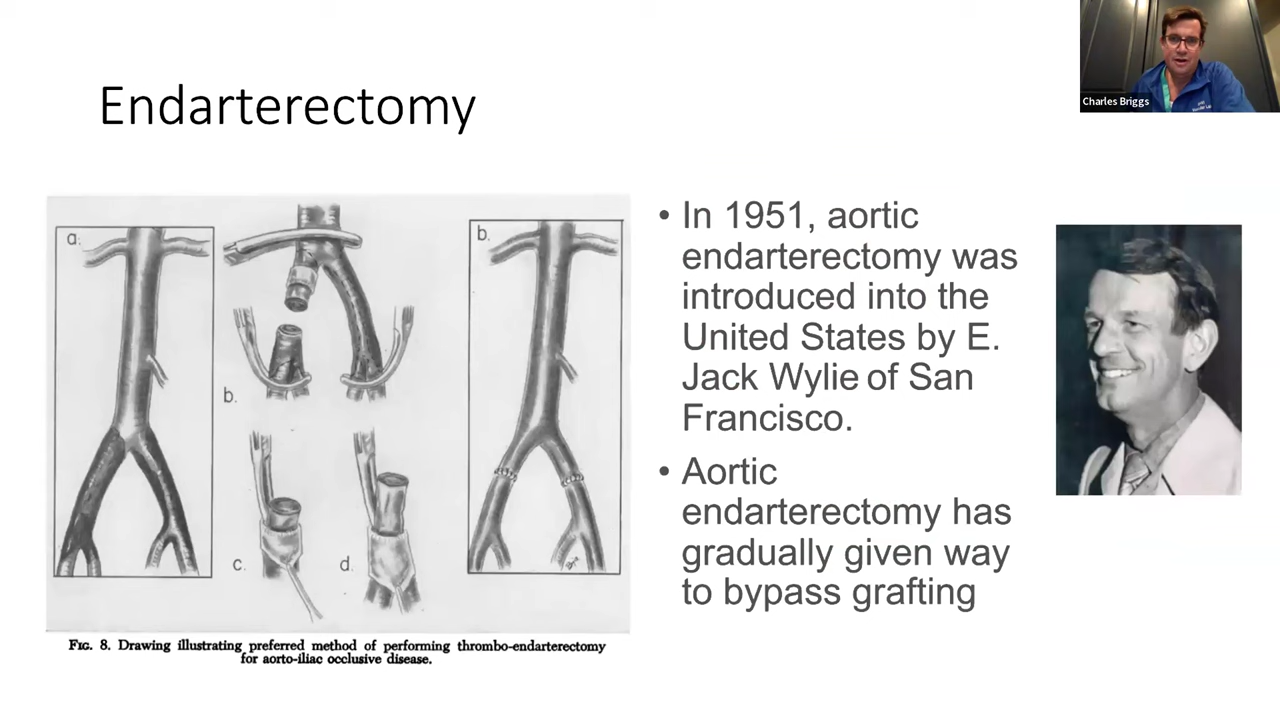 Endarterectomy
Charles Briggs
a.
b.
b.
c.
d.
FIG. 8. Drawing illustrating preferred method of performing thrombo-endarterectomy
for aorto-iliac occlusive disease.
• In 1951, aortic
endarterectomy was
introduced into the
United States by E.
Jack Wylie of San
Francisco.
• Aortic
endarterectomy has
gradually given way
to bypass grafting